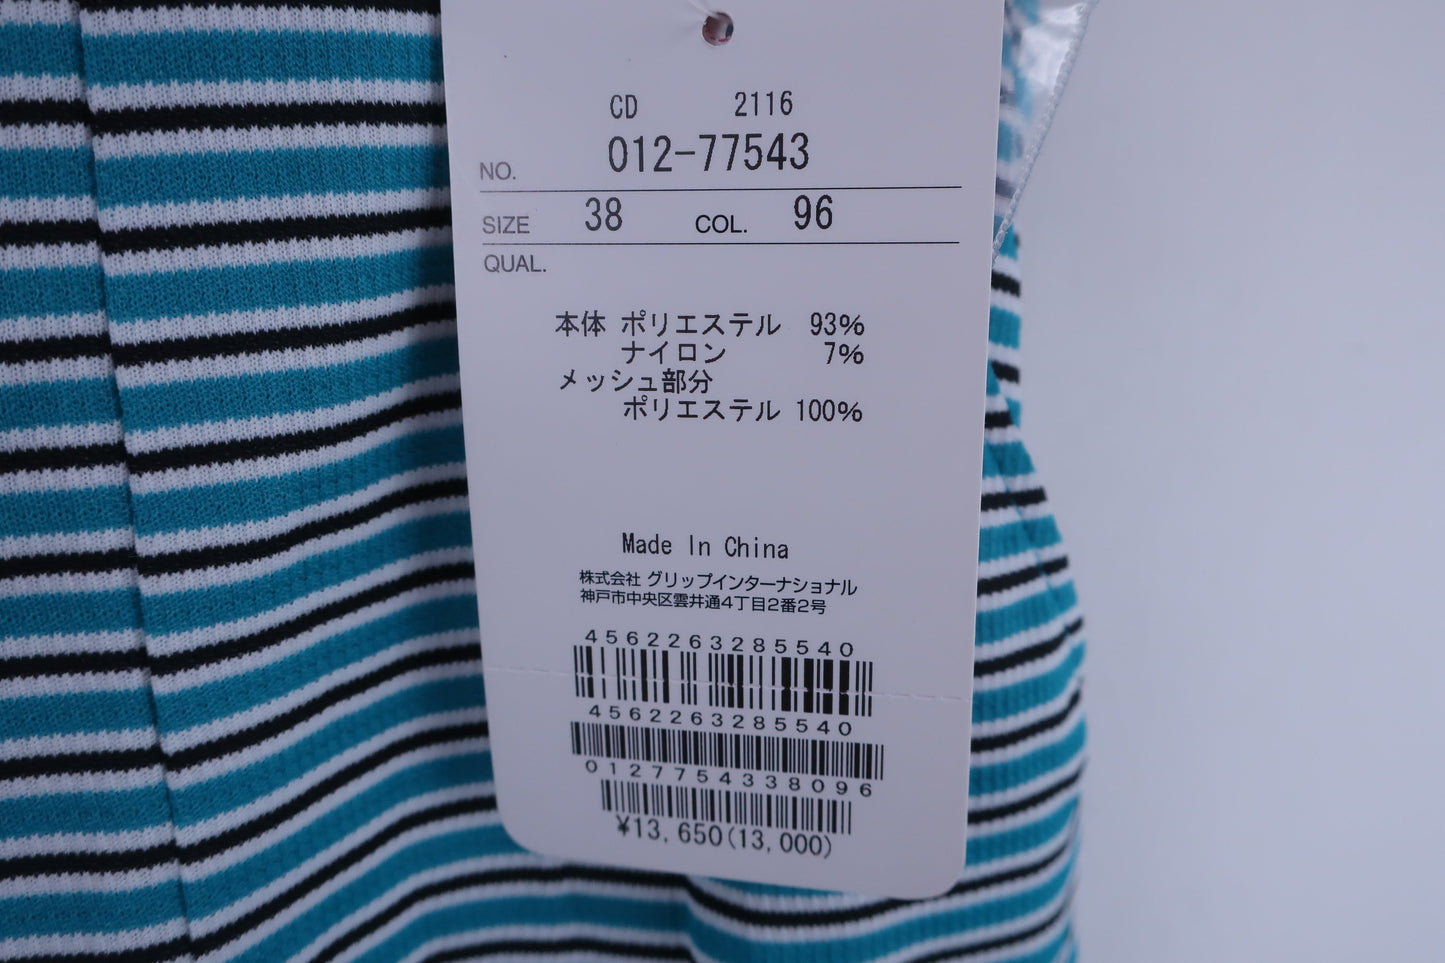 CD 2116
NO. 012-77543
SIZE 38 COL. 96
QUAL.
本体 ポリエステル 93%
ナイロン 7%
メッシュ部分
ポリエステル 100%
Made In China
株式会社 グリップインターナショナル
神戸市中央区雲井通4丁目2番2号
4562263285540
4562263285540
0127754338096
¥13,650(13,000)